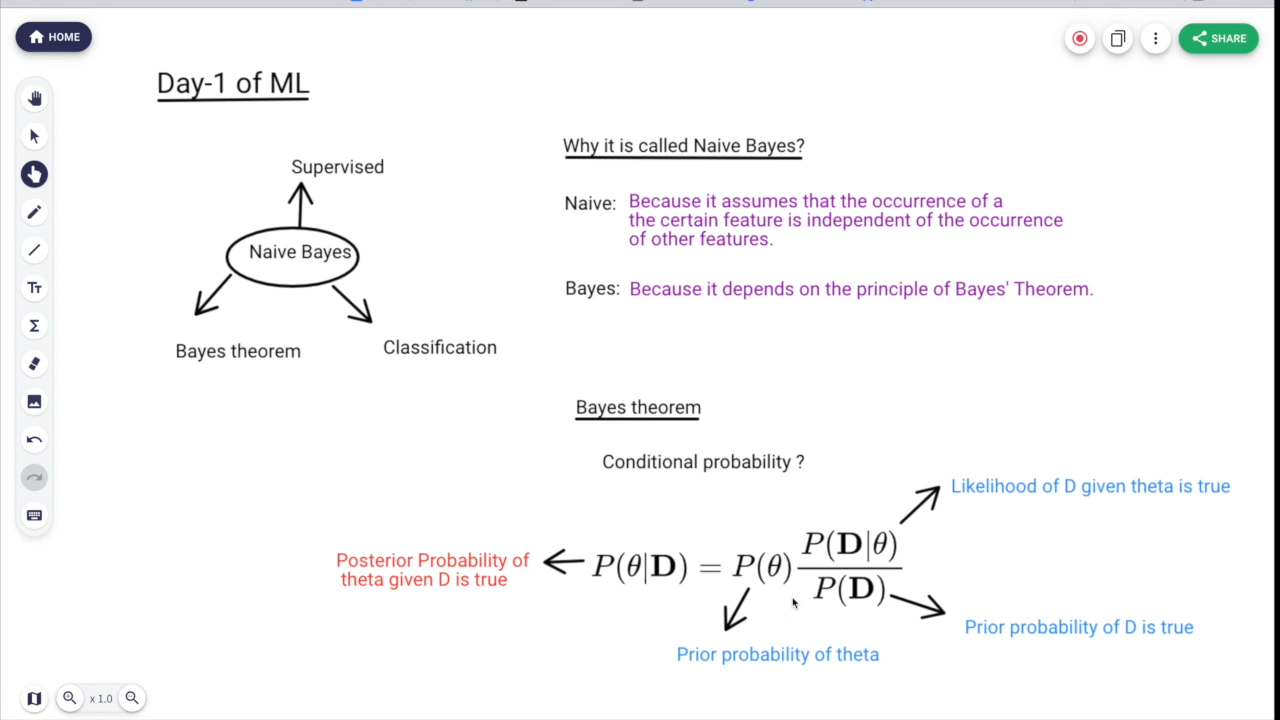 HOME
SHARE
Day-1 of ML
Supervised
Naive Bayes
Bayes theorem
Classification
Why it is called Naive Bayes?
Naive: Because it assumes that the occurrence of a
the certain feature is independent of the occurrence
of other features.
Bayes: Because it depends on the principle of Bayes' Theorem.
Bayes theorem
Conditional probability ?
Likelihood of D given theta is true
Posterior Probability of
theta given D is true
P(θ|D) = P(θ) P(D|θ) / P(D)
Prior probability of D is true
Prior probability of theta
Tт
Σ
x 1.0